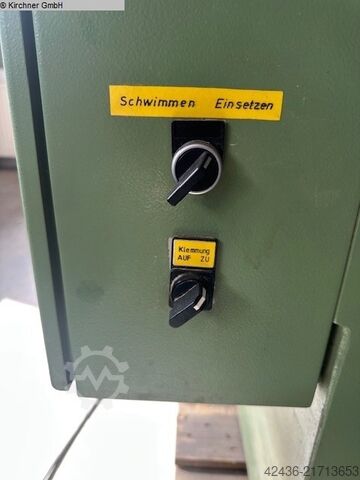 © Kirchner GmbH
Schwimmen Einsetzen
Klemmung
AUF ZU
42436-21713653